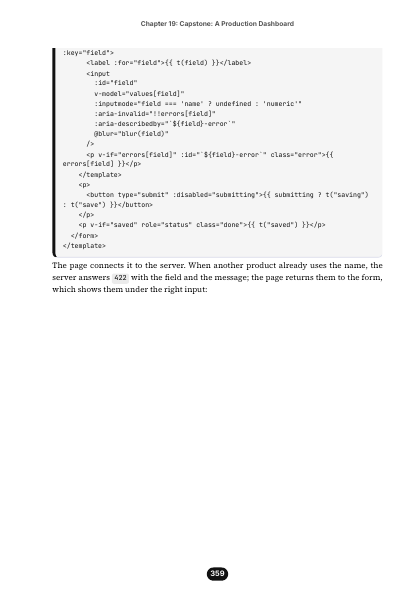 Chapter 19: Capstone: A Production Dashboard
:key="field">
<label :for="field">{{ t(field) }}</label>
<input
:id="field"
v-model="values[field]"
:inputmode="field === 'name' ? undefined : 'numeric'"
:aria-invalid="!!errors[field]"
:aria-describedby="`${field}-error`"
@blur="blur(field)"
/>
<p v-if="errors[field]" :id="`${field}-error`" class="error">{{
errors[field] }}</p>
</template>
<p>
<button type="submit" :disabled="submitting">{{ submitting ? t("saving")
: t("save") }}</button>
</p>
<p v-if="saved" role="status" class="done">{{ t("saved") }}</p>
</form>
</template>
The page connects it to the server. When another product already uses the name, the
server answers 422 with the field and the message; the page returns them to the form,
which shows them under the right input:
359